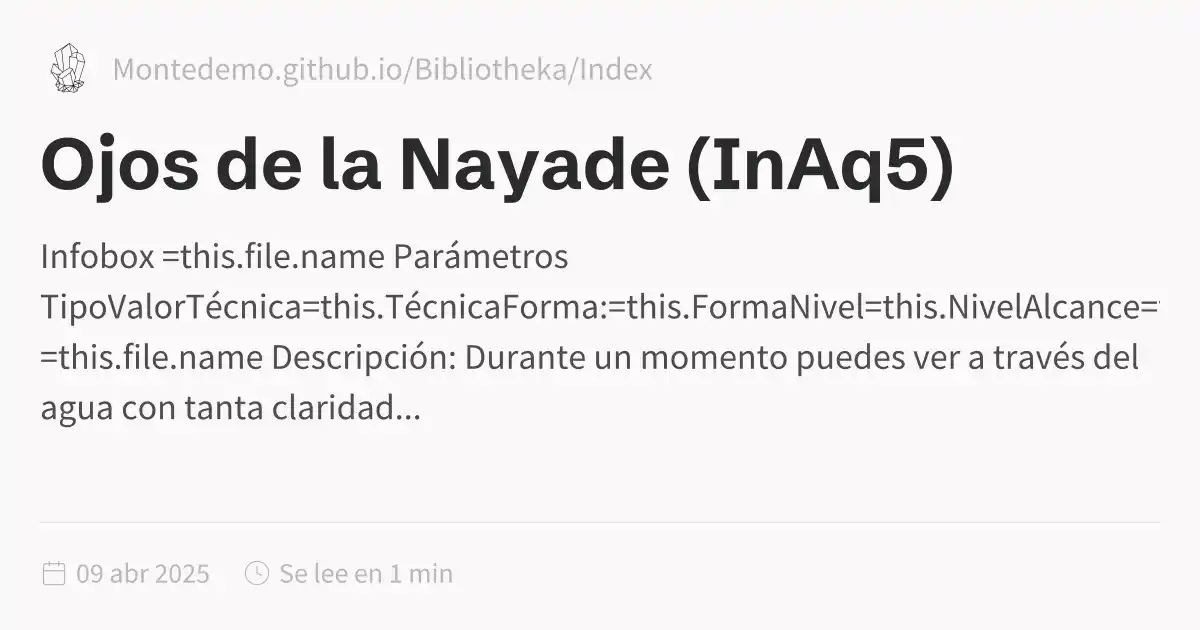 Montedemo.github.io/Bibliotheka/Index
Ojos de la Nayade (InAq5)
Infobox =this.file.name Parámetros
TipoValorTécnica=this.TécnicaForma:=this.FormaNivel=this.NivelAlcance=
=this.file.name Descripción: Durante un momento puedes ver a través del
agua con tanta claridad...
09 abr 2025 Se lee en 1 min